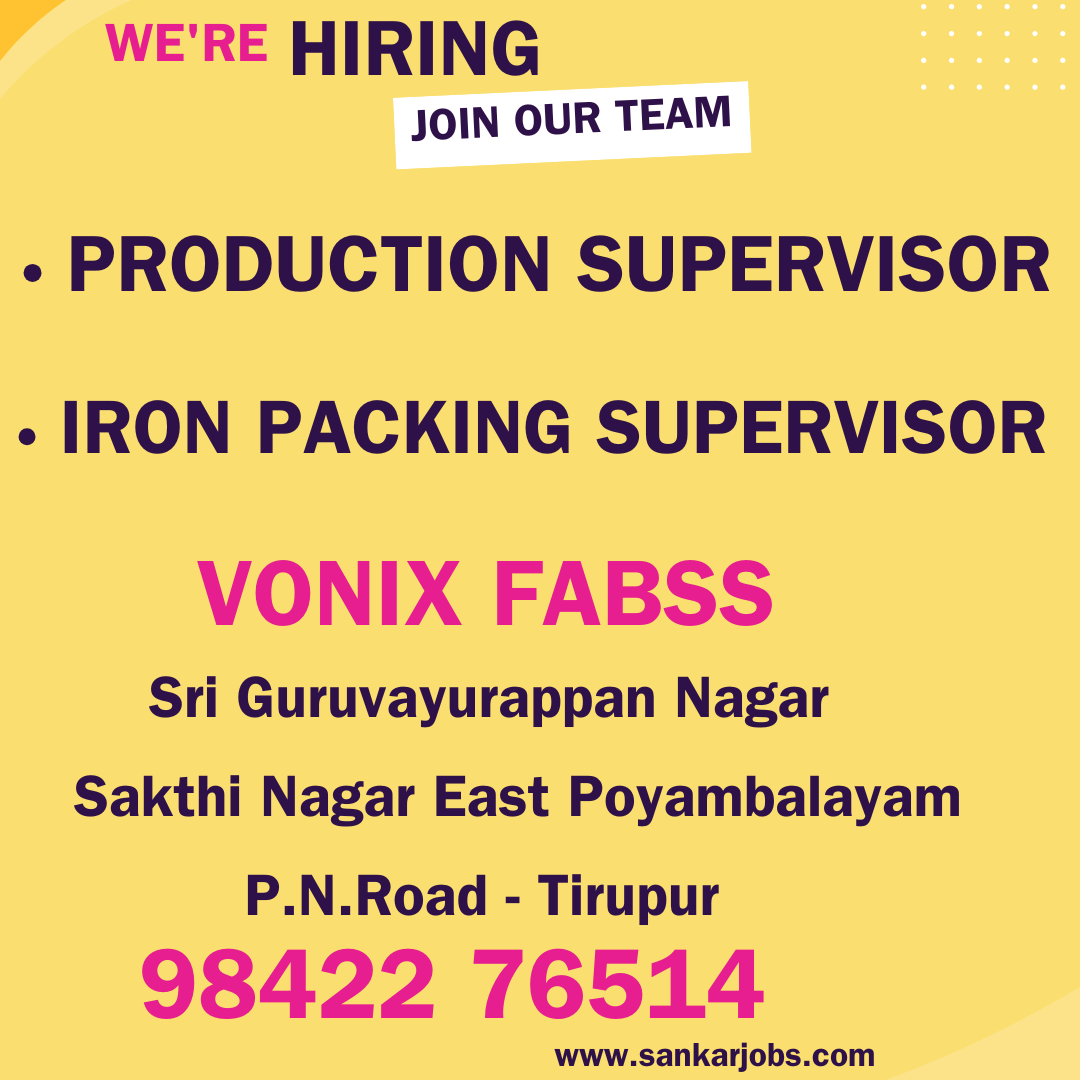 WE'RE HIRING
JOIN OUR TEAM
• PRODUCTION SUPERVISOR
• IRON PACKING SUPERVISOR
VONIX FABSS
Sri Guruvayurappan Nagar
Sakthi Nagar East Poyambalayam
P.N.Road - Tirupur
98422 76514
www.sankarjobs.com